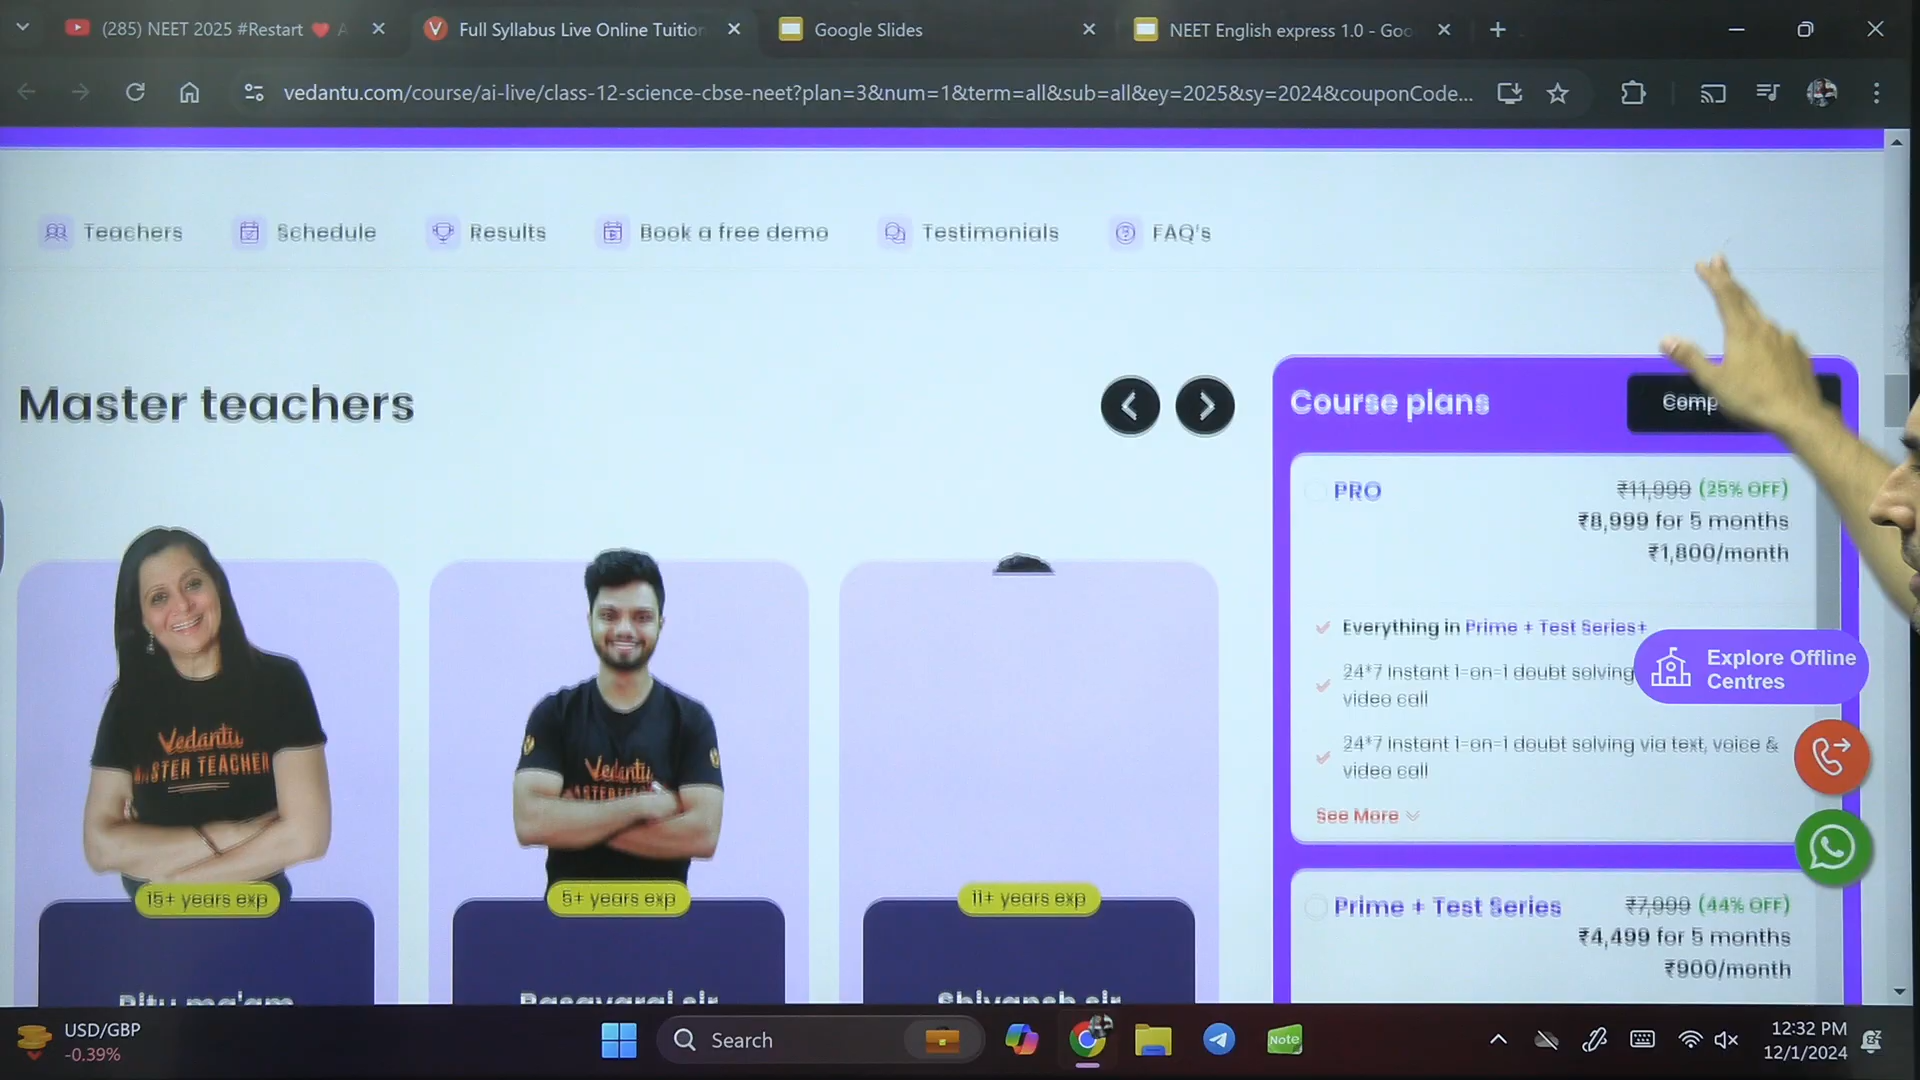 (285) NEET 2025 #Restart ❤️ A
Full Syllabus Live Online Tuition
Google Slides
NEET English express 1.0 - Goo
vedantu.com/course/ai-live/class-12-science-cbse-neet?plan=3&num=1&term=all&sub=all&ey=2025&sy=2024&couponCode...
Teachers
Schedule
Results
Book a free demo
Testimonials
FAQ's
Master teachers
Course plans
Comp
PRO
₹11,999 (25% OFF)
₹8,999 for 5 months
₹1,800/month
Everything in Prime + Test Series+
24*7 Instant 1-on-1 doubt solving
video call
24*7 Instant 1-on-1 doubt solving via text, voice &
video call
See More
Explore Offline
Centres
Prime + Test Series
₹7,999 (44% OFF)
₹4,499 for 5 months
₹900/month
Vedantu
MASTER TEACHER
Vedantu
15+ years exp
5+ years exp
11+ years exp
Ritu ma'am
Basavaraj sir
Shivansh sir
USD/GBP
-0.39%
Search
Note
12:32 PM
12/1/2024